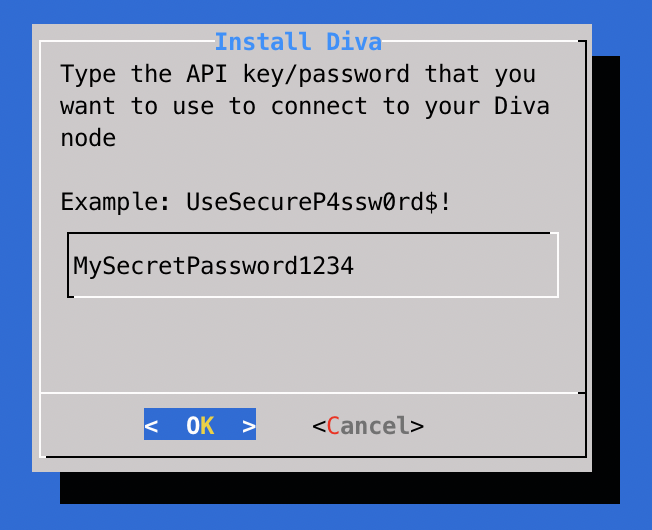 Install Diva
Type the API key/password that you
want to use to connect to your Diva
node
Example: UseSecureP4ssw0rd$!
MySecretPassword1234
<  OK  > <Cancel>